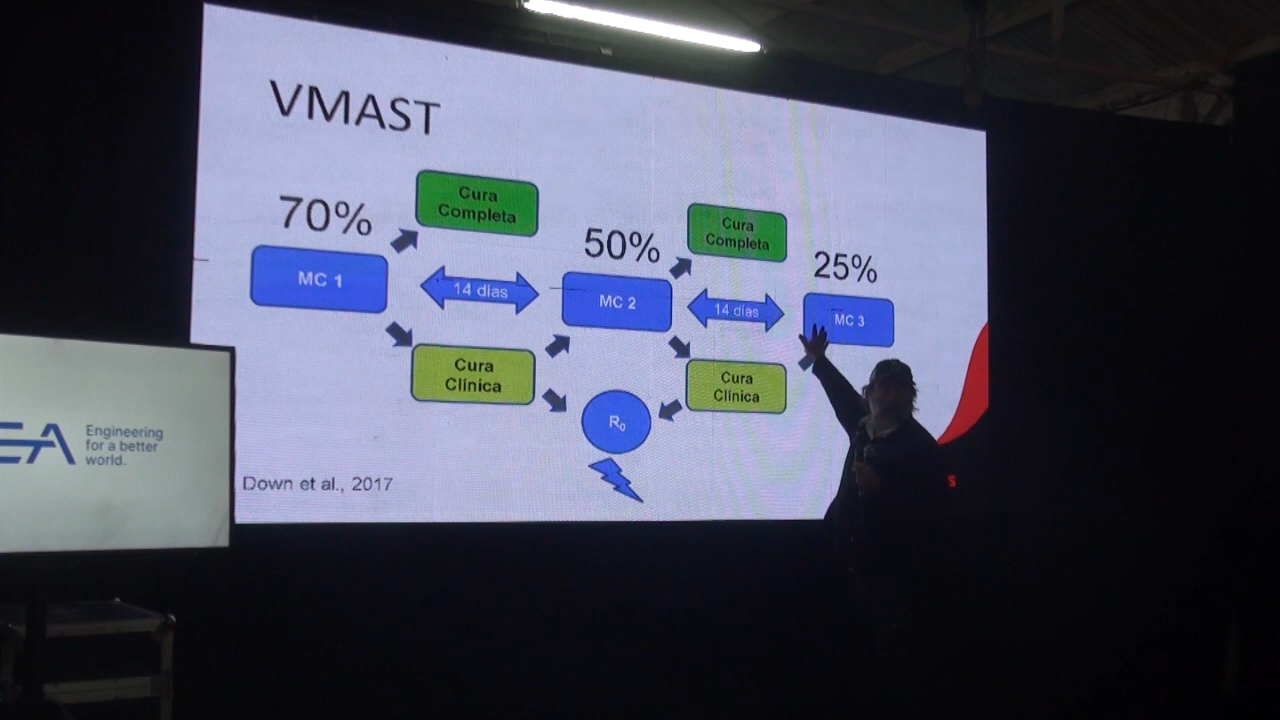 VMAST
70%
Cura
Completa
50%
Cura
Completa
25%
MC 1
14 días
MC 2
14 días
MC 3
Cura
Clínica
Cura
Clínica
R₀
Down et al., 2017
EA
Engineering
for a better
world.
s